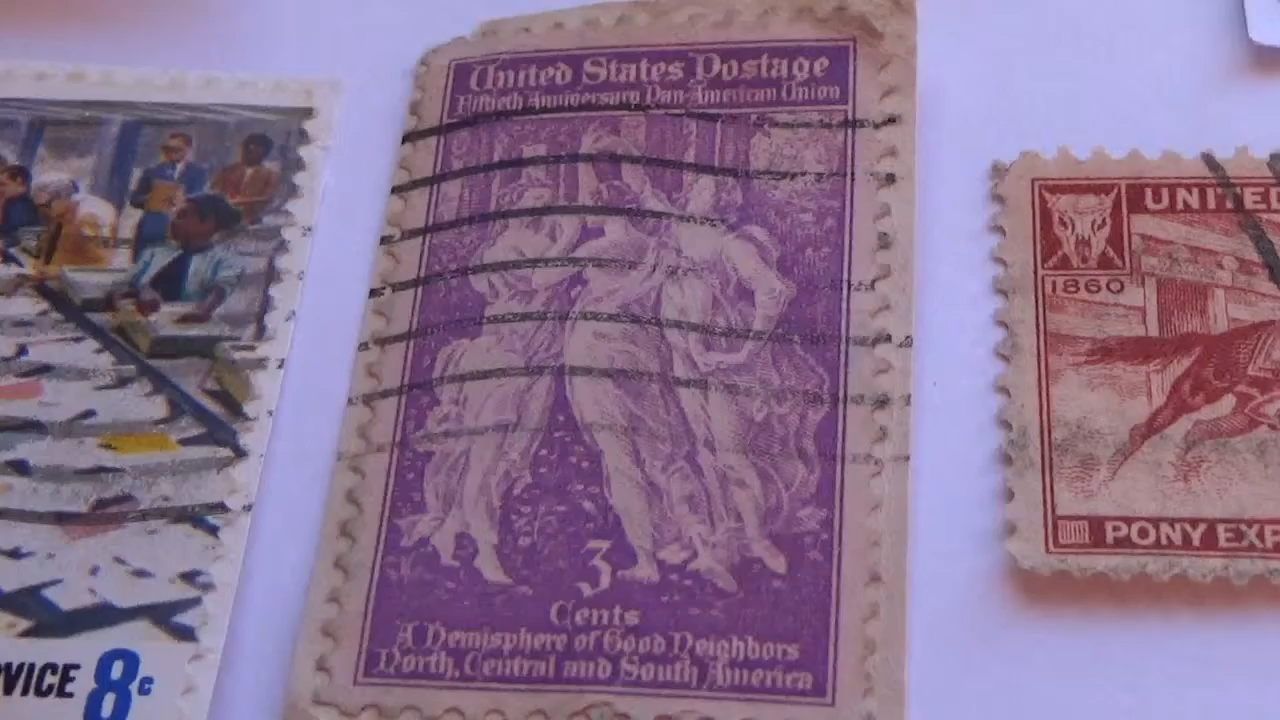 United States Postage
Fiftieth Anniversary Pan-American Union
3
Cents
A Hemisphere of Good Neighbors
North, Central and South America
VICE 8c
UNITED
1860
PONY EXP